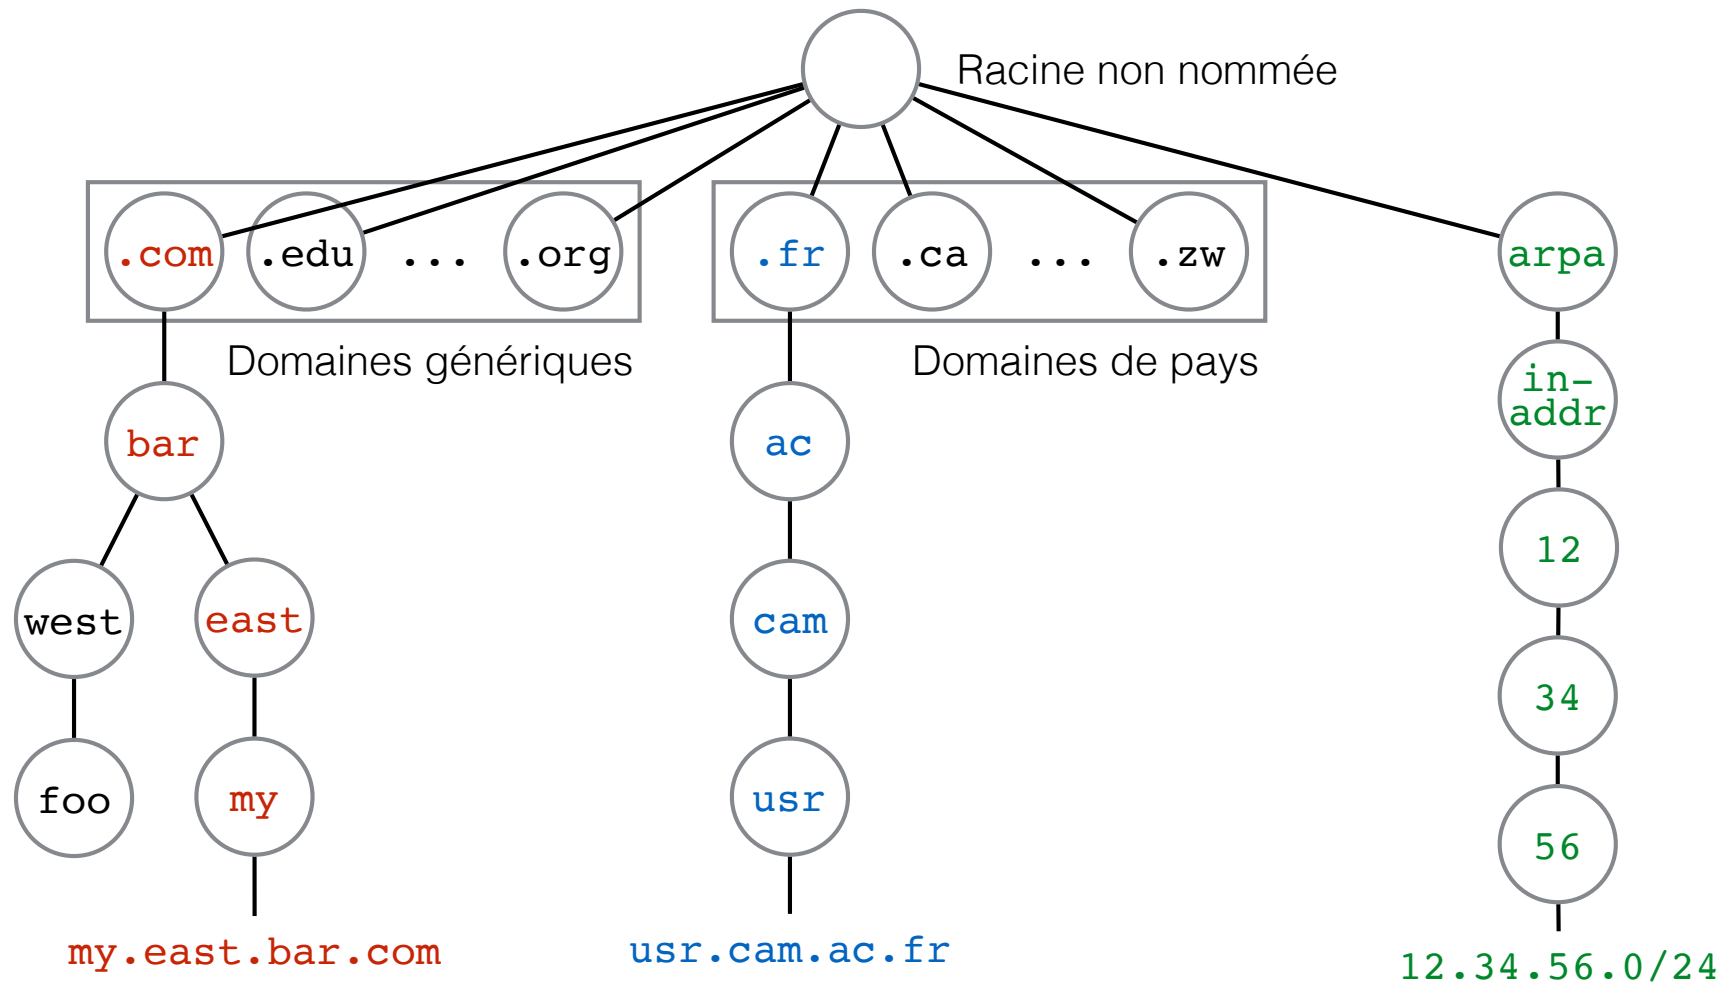 Racine non nommée
.com .edu ... .org .fr .ca ... .zw arpa
Domaines génériques Domaines de pays
in-
addr
bar ac
12
west east cam
34
foo my usr
56
my.east.bar.com usr.cam.ac.fr 12.34.56.0/24